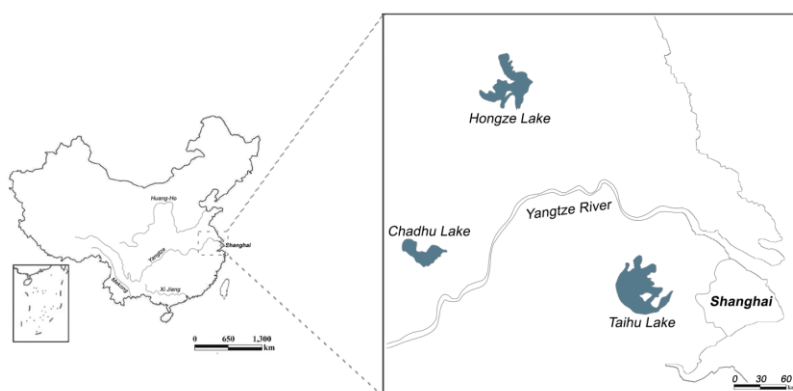 Huang-Ho
Yangtze
Shanghai
Mekong
Xi Jiang
0 650 1,300
km
Hongze Lake
Chadhu Lake
Yangtze River
Taihu Lake
Shanghai
0 30 60
km